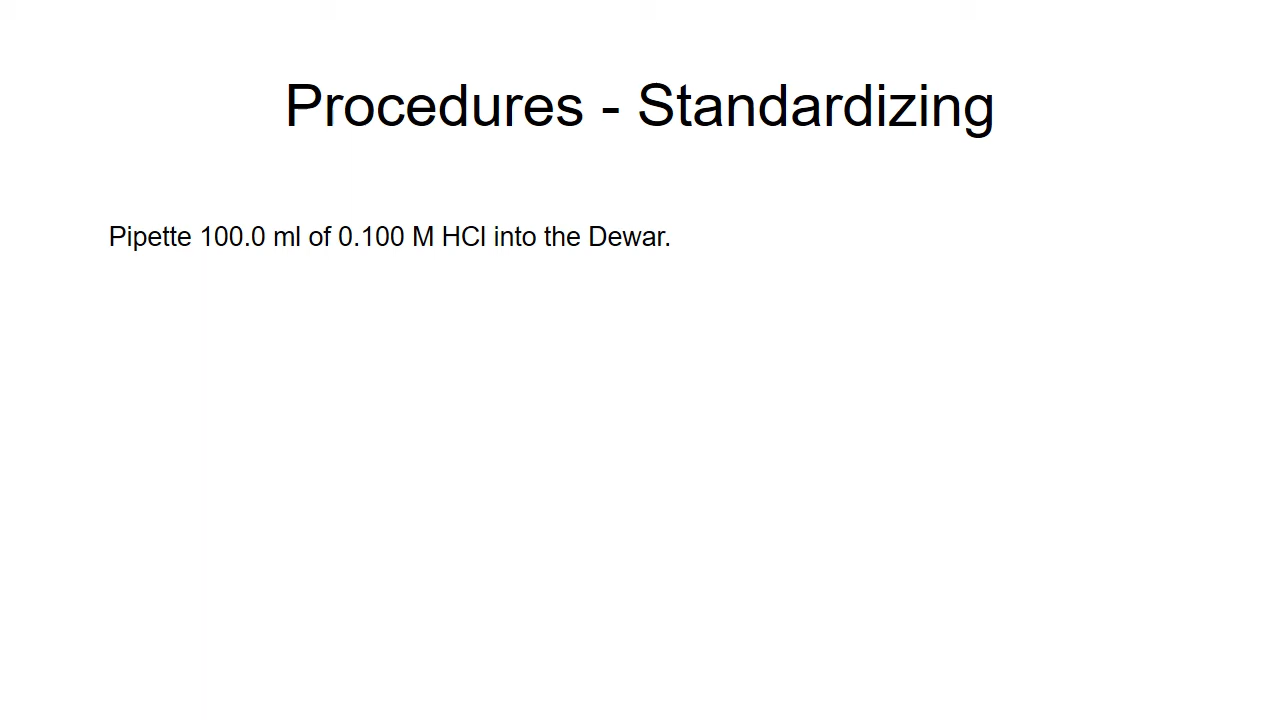 Procedures - Standardizing
Pipette 100.0 ml of 0.100 M HCl into the Dewar.